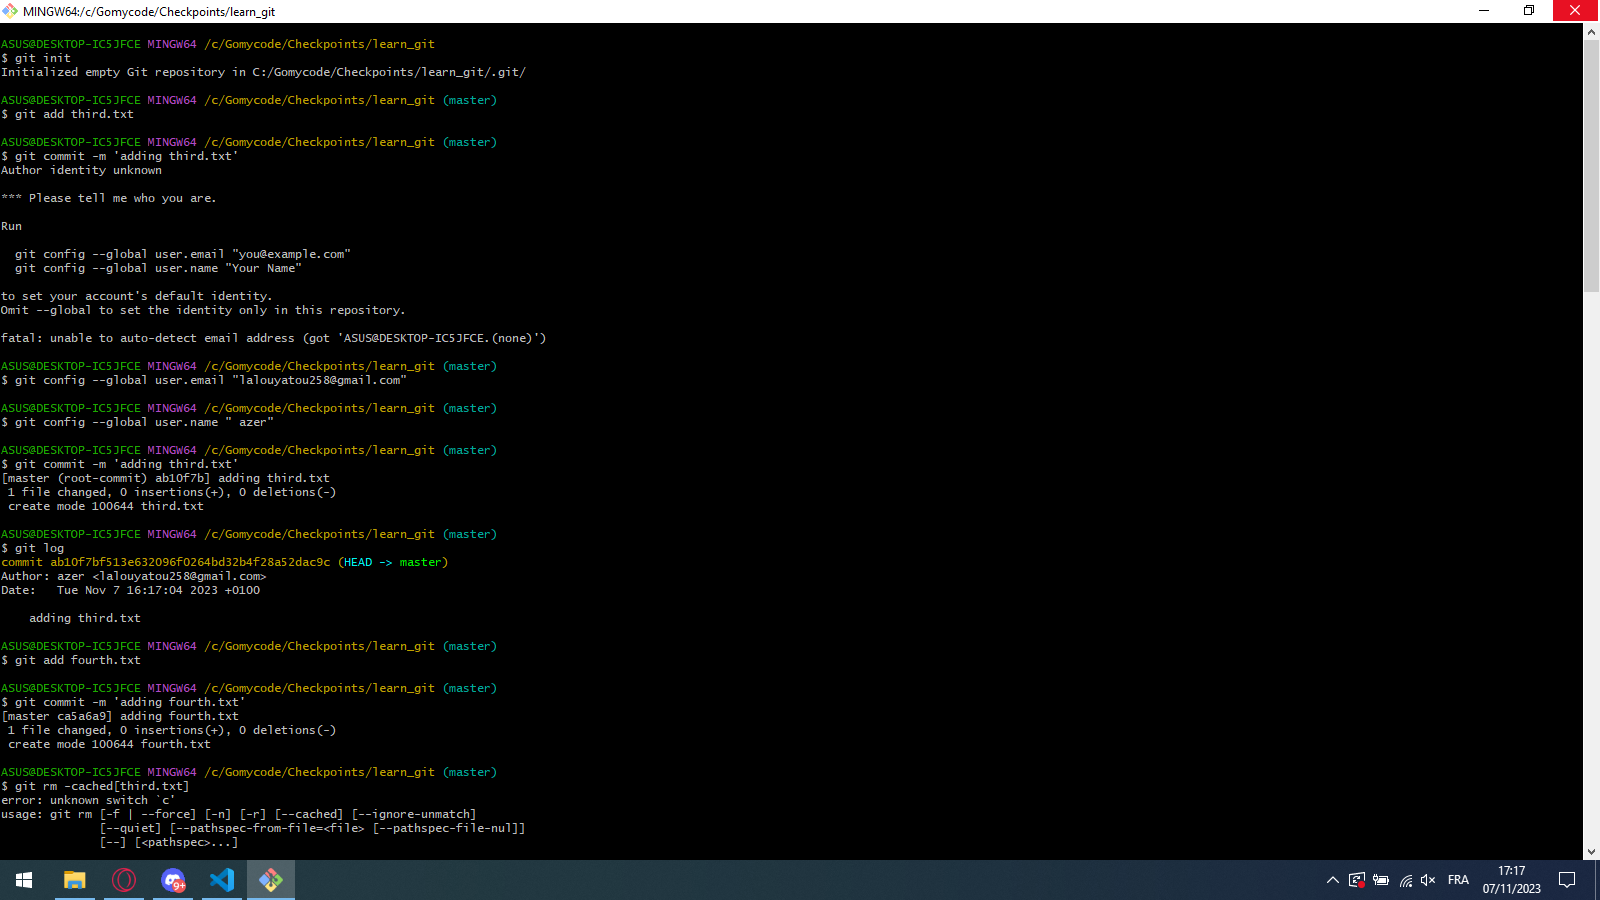 MINGW64:/c/Gomycode/Checkpoints/learn_git
ASUS@DESKTOP-IC5JFCE MINGW64 /c/Gomycode/Checkpoints/learn_git
$ git init
Initialized empty Git repository in C:/Gomycode/Checkpoints/learn_git/.git/
ASUS@DESKTOP-IC5JFCE MINGW64 /c/Gomycode/Checkpoints/learn_git (master)
$ git add third.txt
ASUS@DESKTOP-IC5JFCE MINGW64 /c/Gomycode/Checkpoints/learn_git (master)
$ git commit -m 'adding third.txt'
Author identity unknown
*** Please tell me who you are.
Run
git config --global user.email "you@example.com"
git config --global user.name "Your Name"
to set your account's default identity.
Omit --global to set the identity only in this repository.
fatal: unable to auto-detect email address (got 'ASUS@DESKTOP-IC5JFCE.(none)')
ASUS@DESKTOP-IC5JFCE MINGW64 /c/Gomycode/Checkpoints/learn_git (master)
$ git config --global user.email "lalouyatou258@gmail.com"
ASUS@DESKTOP-IC5JFCE MINGW64 /c/Gomycode/Checkpoints/learn_git (master)
$ git config --global user.name " azer"
ASUS@DESKTOP-IC5JFCE MINGW64 /c/Gomycode/Checkpoints/learn_git (master)
$ git commit -m 'adding third.txt'
[master (root-commit) ab10f7b] adding third.txt
1 file changed, 0 insertions(+), 0 deletions(-)
create mode 100644 third.txt
ASUS@DESKTOP-IC5JFCE MINGW64 /c/Gomycode/Checkpoints/learn_git (master)
$ git log
commit ab10f7bf513e632096f0264bd32b4f28a52dac9c (HEAD -> master)
Author: azer <lalouyatou258@gmail.com>
Date:   Tue Nov 7 16:17:04 2023 +0100
adding third.txt
ASUS@DESKTOP-IC5JFCE MINGW64 /c/Gomycode/Checkpoints/learn_git (master)
$ git add fourth.txt
ASUS@DESKTOP-IC5JFCE MINGW64 /c/Gomycode/Checkpoints/learn_git (master)
$ git commit -m 'adding fourth.txt'
[master ca5a6a9] adding fourth.txt
1 file changed, 0 insertions(+), 0 deletions(-)
create mode 100644 fourth.txt
ASUS@DESKTOP-IC5JFCE MINGW64 /c/Gomycode/Checkpoints/learn_git (master)
$ git rm -cached[third.txt]
error: unknown switch `c'
usage: git rm [-f | --force] [-n] [-r] [--cached] [--ignore-unmatch]
[--quiet] [--pathspec-from-file=<file> [--pathspec-file-nul]]
[--] [<pathspec>...]
9+
FRA
17:17
07/11/2023